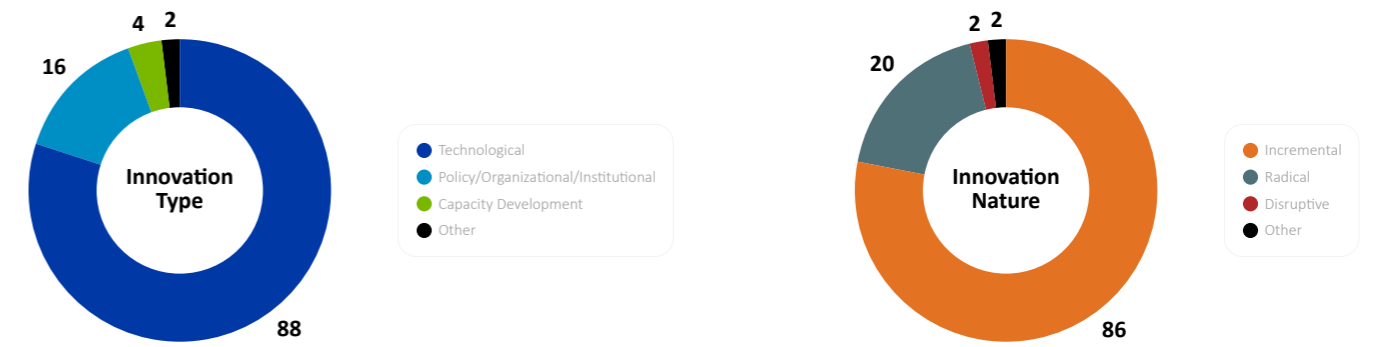 4
2
16
Innovation
Type
88
Technological
Policy/Organizational/Institutional
Capacity Development
Other
2
2
20
Innovation
Nature
86
Incremental
Radical
Disruptive
Other